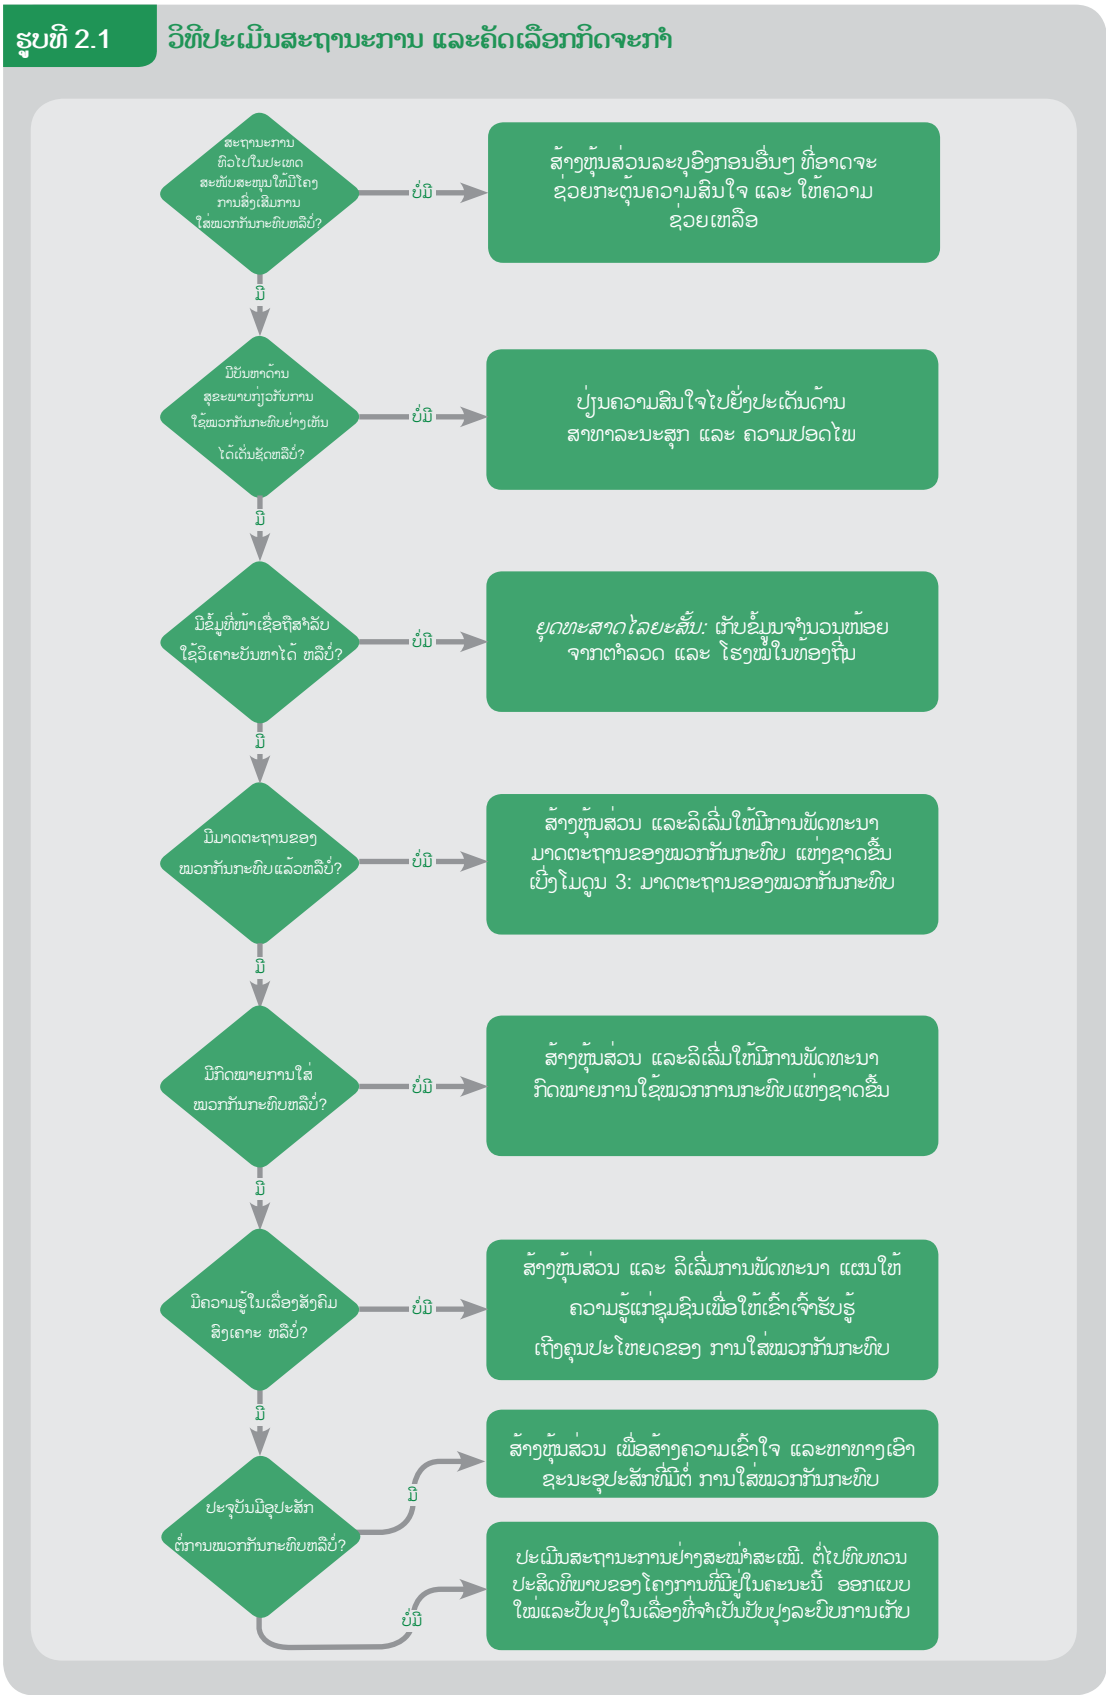 ຮູບທີ 2.1
ວິທີປະເມີນສະຖານະການ ແລະຄັດເລືອກກິດຈະກຳ
ສະຖານະການ
ທົ່ວໄປໃນປະເທດ
ສະໜັບສະໜູນໃຫ້ມີໂຄງ
ການສົ່ງເສີມການ
ໃສ່ໝວກກັນກະທົບຫລືບໍ່?
ບໍ່ມີ
ສ້າງຫຸ້ນສ່ວນລະບຸອົງກອນອື່ນໆ ທີ່ອາດຈະ
ຊ່ວຍກະຕຸ້ນຄວາມສົນໃຈ ແລະ ໃຫ້ຄວາມ
ຊ່ວຍເຫລືອ
ມີ
ມີບັນຫາດ້ານ
ສຸຂະພາບກ່ຽວກັບການ
ໃຊ້ໝວກກັນກະທົບຢ່າງເຫັນ
ໄດ້ເດັ່ນຊັດຫລືບໍ່?
ບໍ່ມີ
ປ່ຽນຄວາມສົນໃຈໄປຍັງປະເດັນດ້ານ
ສາທາລະນະສຸກ ແລະ ຄວາມປອດໄພ
ມີ
ມີຂໍ້ມູທີ່ໜ້າເຊື່ອຖືສຳລັບ
ໃຊ້ວິເຄາະບັນຫາໄດ້ ຫລືບໍ່?
ບໍ່ມີ
ຍຸດທະສາດໄລຍະສັ້ນ: ເກັບຂໍ້ມູນຈຳນວນໜ້ອຍ
ຈາກຕຳລວດ ແລະ ໂຮງໝໍໃນທ້ອງຖິ່ນ
ມີ
ມີມາດຕະຖານຂອງ
ໝວກກັນກະທົບແລ້ວຫລືບໍ່?
ບໍ່ມີ
ສ້າງຫຸ້ນສ່ວນ ແລະລິເລີ່ມໃຫ້ມີການພັດທະນາ
ມາດຕະຖານຂອງໝວກກັນກະທົບ ແຫ່ງຊາດຂຶ້ນ
ເບິ່ງໂມດູນ 3: ມາດຕະຖານຂອງໝວກກັນກະທົບ
ມີ
ມີກົດໝາຍການໃສ່
ໝວກກັນກະທົບຫລືບໍ່?
ບໍ່ມີ
ສ້າງຫຸ້ນສ່ວນ ແລະລິເລີ່ມໃຫ້ມີການພັດທະນາ
ກົດໝາຍການໃຊ້ໝວກການກະທົບແຫ່ງຊາດຂື້ນ
ມີ
ມີຄວາມຮູ້ໃນເລື່ອງສັງຄົມ
ສົງເຄາະ ຫລືບໍ່?
ບໍ່ມີ
ສ້າງຫຸ້ນສ່ວນ ແລະ ລິເລີ່ມການພັດທະນາ ແຜນໃຫ້
ຄວາມຮູ້ແກ່ຊຸມຊົນເພື່ອໃຫ້ເຂົ້າເຈົ້າຮັບຮູ້
ເຖິງຄຸນປະໂຫຍດຂອງ ການໃສ່ໝວກກັນກະທົບ
ມີ
ປະຈຸບັນມີອຸປະສັກ
ຕໍ່ການໝວກກັນກະທົບຫລືບໍ່?
ມີ
ສ້າງຫຸ້ນສ່ວນ ເພື່ອສ້າງຄວາມເຂົ້າໃຈ ແລະຫາທາງເອົາ
ຊະນະອຸປະສັກທີ່ມີຕໍ່ ການໃສ່ໝວກກັນກະທົບ
ບໍ່ມີ
ປະເມີນສະຖານະການຢ່າງສະໝ່ຳສະເໝີ. ຕໍ່ໄປທົບທວນ
ປະສິດທິພາບຂອງໂຄງການທີ່ມີຢູ່ໃນຄະນະນີ້ ອອກແບບ
ໃໝ່ແລະປັບປຸງໃນເລື່ອງທີ່ຈຳເປັນປັບປຸງລະບົບການເກັບ